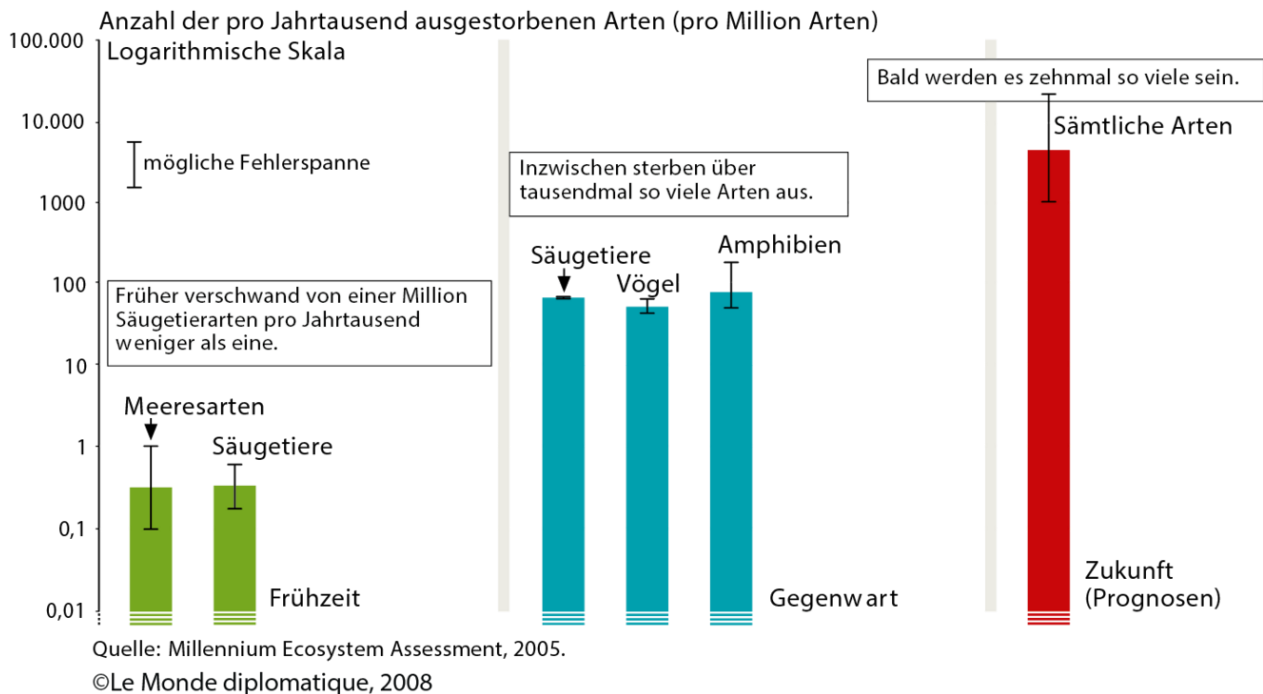 Anzahl der pro Jahrtausend ausgestorbenen Arten (pro Million Arten)
100.000
Logarithmische Skala
Bald werden es zehnmal so viele sein.
10.000
Sämtliche Arten
mögliche Fehlerspanne
Inzwischen sterben über
tausendmal so viele Arten aus.
1000
Amphibien
Säugetiere
Vögel
100
Früher verschwand von einer Million
Säugetierarten pro Jahrtausend
weniger als eine.
10
Meeresarten
Säugetiere
1
0,1
0,01
Frühzeit
Gegenwart
Zukunft
(Prognosen)
Quelle: Millennium Ecosystem Assessment, 2005.
©Le Monde diplomatique, 2008